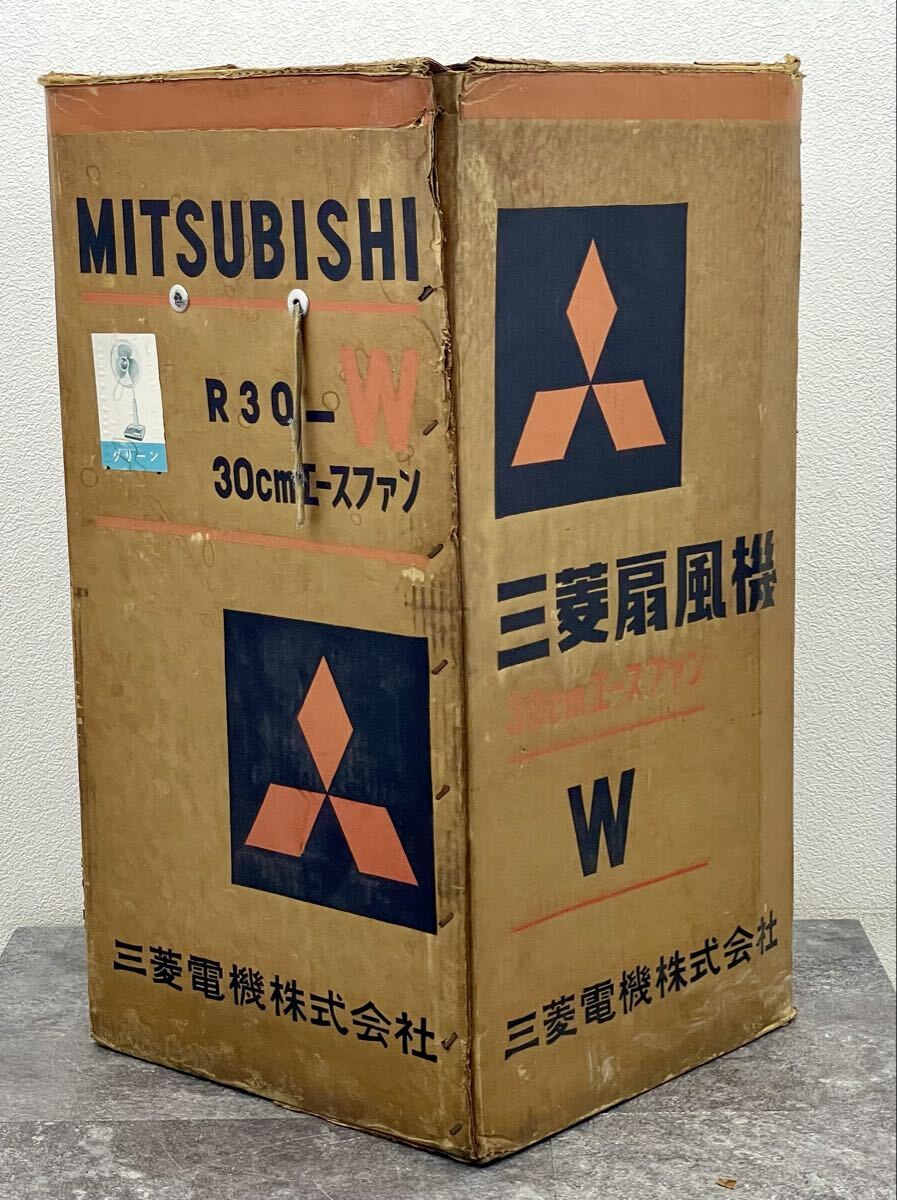 MITSUBISHI
グリーン
R30-W
30cmエースファン
三菱電機株式会社
三菱扇風機
30cmエースファン
W
三菱電機株式会社